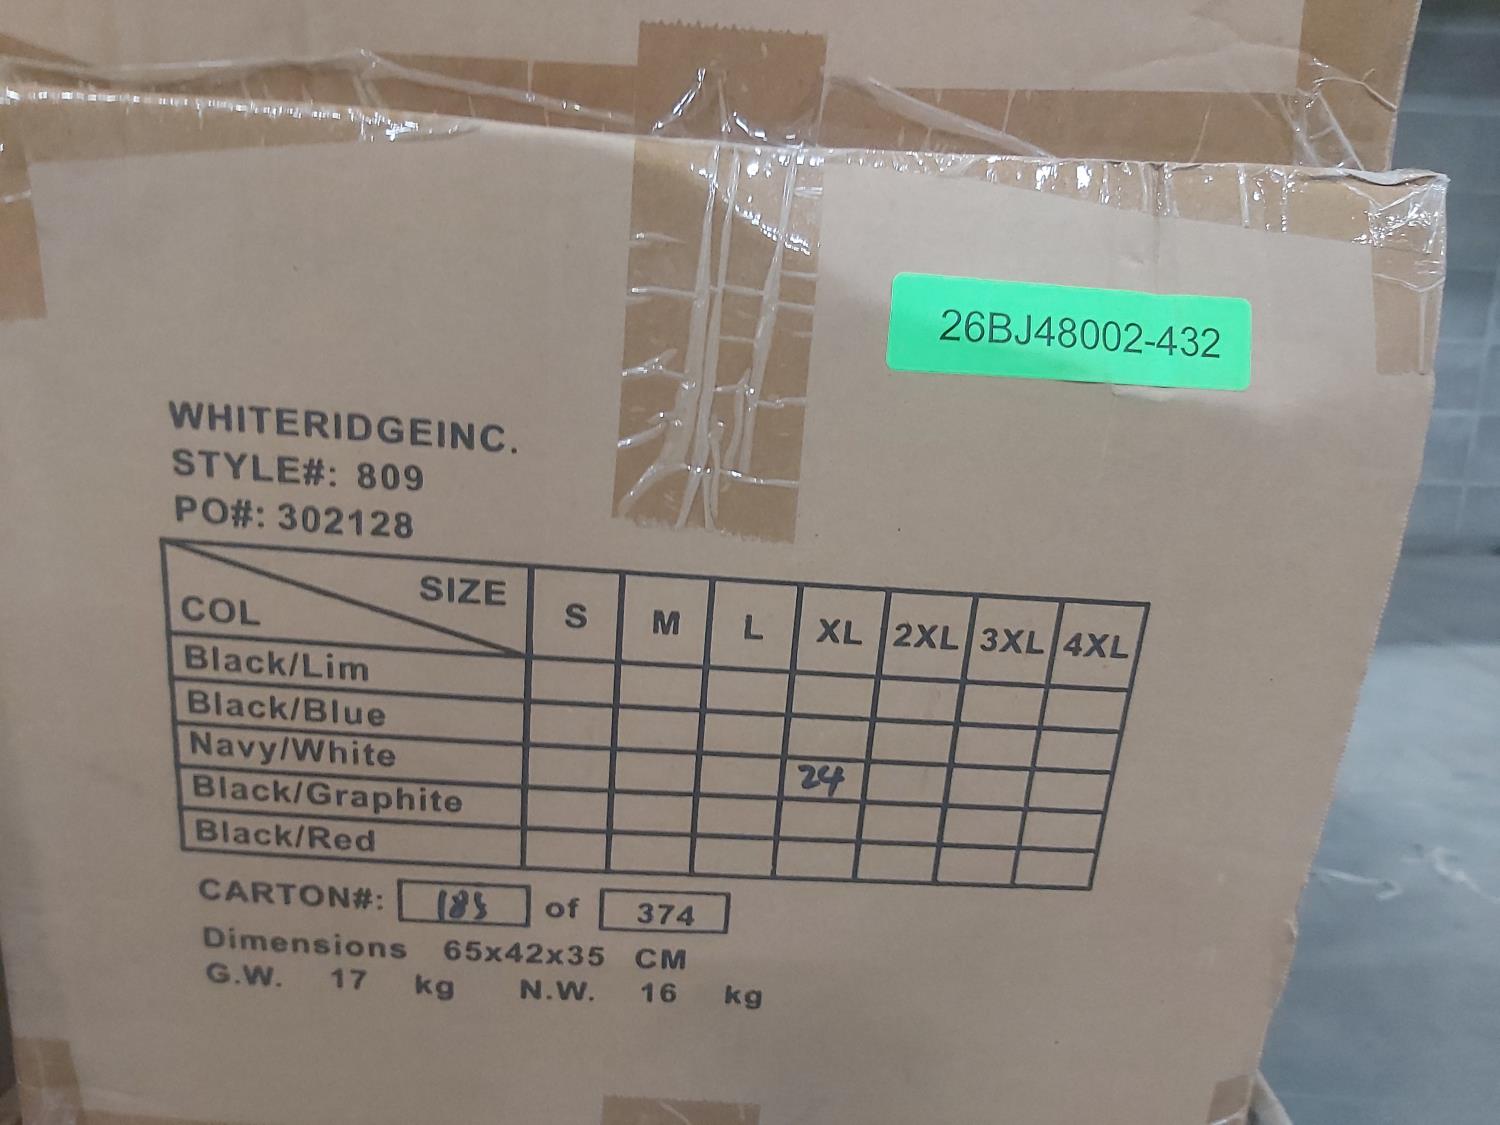 26BJ48002-432
WHITERIDGEINC.
STYLE#: 809
PO#: 302128
SIZE
COL
S M L XL 2XL 3XL 4XL
Black/Lim
Black/Blue
Navy/White 24
Black/Graphite
Black/Red
CARTON#: 185 of 374
Dimensions 65x42x35 CM
G.W. 17 kg N.W. 16 kg